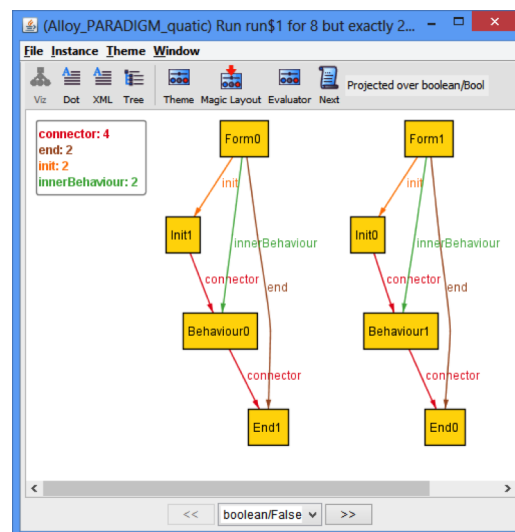 (Alloy_PARADIGM_quatic) Run run$1 for 8 but exactly 2...
File Instance Theme Window
Viz Dot XML Tree Theme Magic Layout Evaluator Next Projected over boolean/Bool
connector: 4
end: 2
init: 2
innerBehaviour: 2
Form0 Form1
init init
Init1 Init0
innerBehaviour innerBehaviour
connector end connector end
Behaviour0 Behaviour1
connector connector
End1 End0
<< boolean/False >>